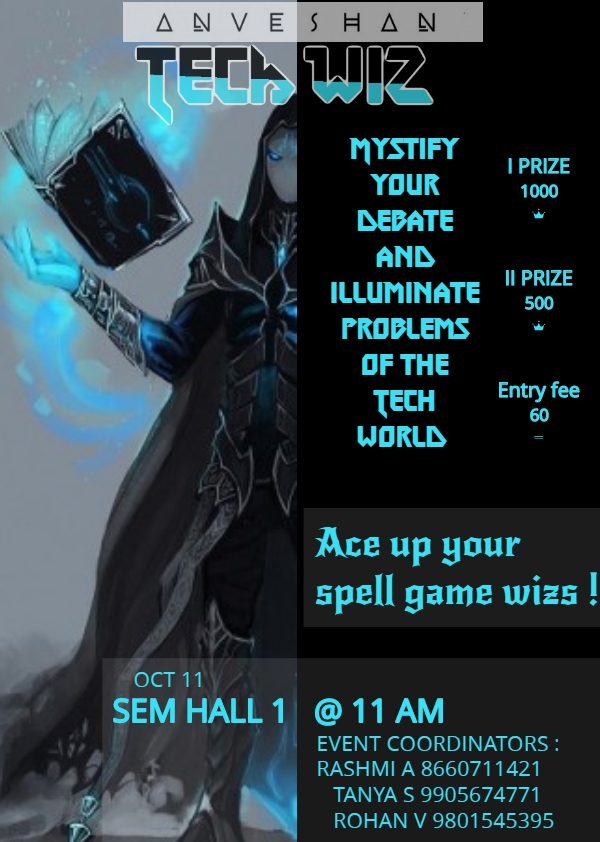 ANVESHAN
TECH WIZ
MYSTIFY
YOUR
DEBATE
AND
ILLUMINATE
PROBLEMS
OF THE
TECH
WORLD
I PRIZE
1000
II PRIZE
500
Entry fee
60
Ace up your
spell game wizs !
OCT 11
SEM HALL 1 @ 11 AM
EVENT COORDINATORS :
RASHMI A 8660711421
TANYA S 9905674771
ROHAN V 9801545395